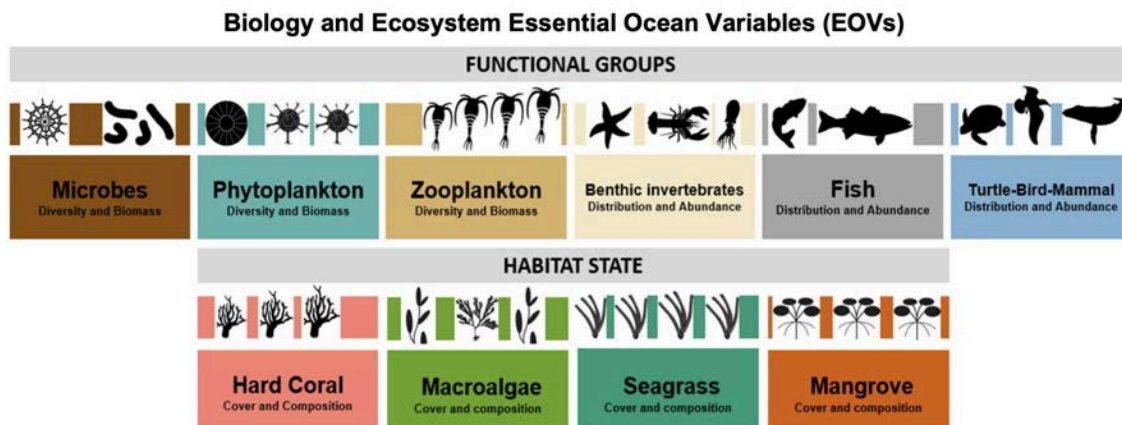 Biology and Ecosystem Essential Ocean Variables (EOVs)
FUNCTIONAL GROUPS
Microbes
Diversity and Biomass
Phytoplankton
Diversity and Biomass
Zooplankton
Diversity and Biomass
Benthic invertebrates
Distribution and Abundance
Fish
Distribution and Abundance
Turtle-Bird-Mammal
Distribution and Abundance
HABITAT STATE
Hard Coral
Cover and Composition
Macroalgae
Cover and composition
Seagrass
Cover and composition
Mangrove
Cover and composition